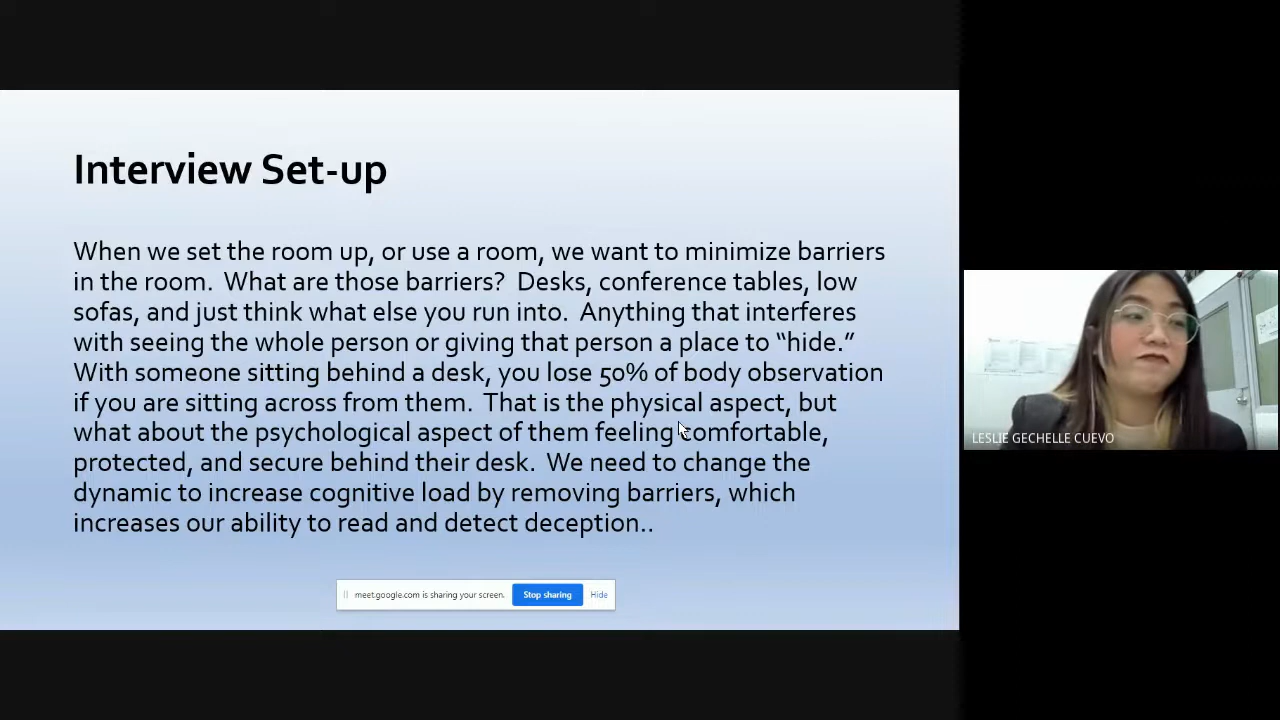 Interview Set-up
When we set the room up, or use a room, we want to minimize barriers
in the room.  What are those barriers?  Desks, conference tables, low
sofas, and just think what else you run into.  Anything that interferes
with seeing the whole person or giving that person a place to “hide.”
With someone sitting behind a desk, you lose 50% of body observation
if you are sitting across from them.  That is the physical aspect, but
what about the psychological aspect of them feeling comfortable,
protected, and secure behind their desk.  We need to change the
dynamic to increase cognitive load by removing barriers, which
increases our ability to read and detect deception..
meet.google.com is sharing your screen.
Stop sharing
Hide
LESLIE GECHELLE CUEVO